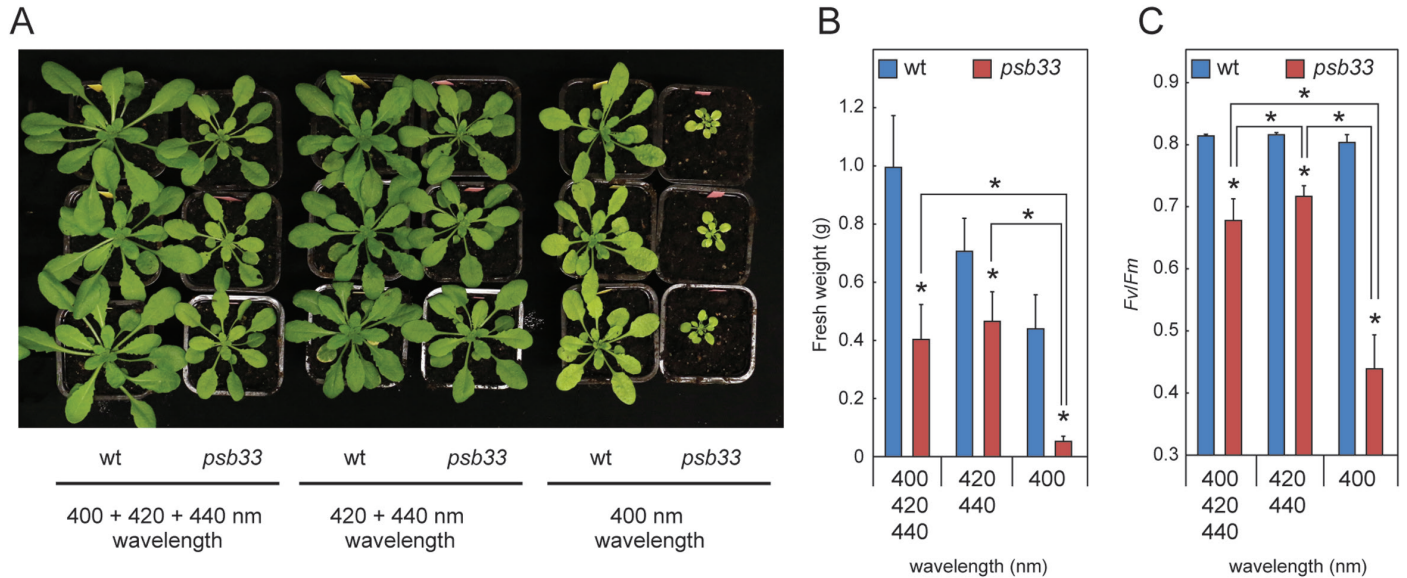 A
wt
psb33
wt
psb33
wt
psb33
400 + 420 + 440 nm
wavelength
420 + 440 nm
wavelength
400 nm
wavelength
B
wt
psb33
Fresh weight (g)
1.2
1.0
0.8
0.6
0.4
0.2
0
*
*
*
*
*
400
420
440
420
440
400
wavelength (nm)
C
wt
psb33
Fv/Fm
0.9
0.8
0.7
0.6
0.5
0.4
0.3
*
*
*
*
*
*
400
420
440
420
440
400
wavelength (nm)